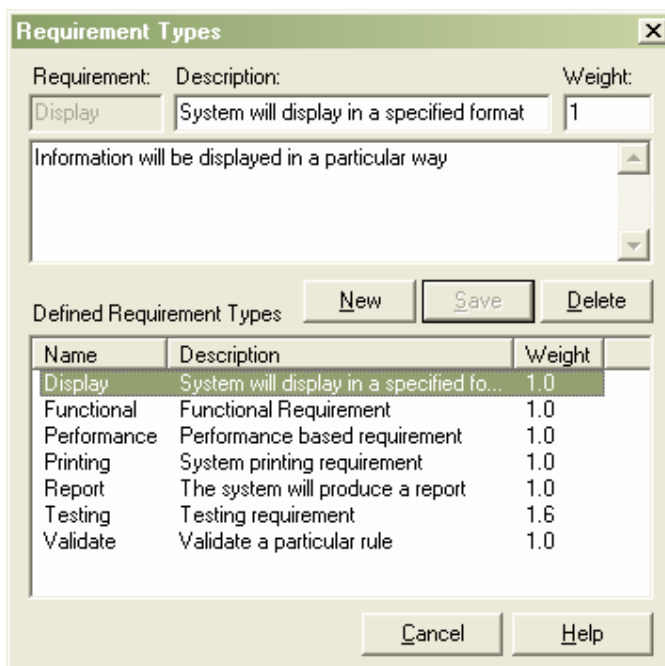 Requirement Types
Requirement: Description: Weight:
Display System will display in a specified format 1
Information will be displayed in a particular way
Defined Requirement Types New Save Delete
Name Description Weight
Display System will display in a specified fo... 1.0
Functional Functional Requirement 1.0
Performance Performance based requirement 1.0
Printing System printing requirement 1.0
Report The system will produce a report 1.0
Testing Testing requirement 1.6
Validate Validate a particular rule 1.0
Cancel Help